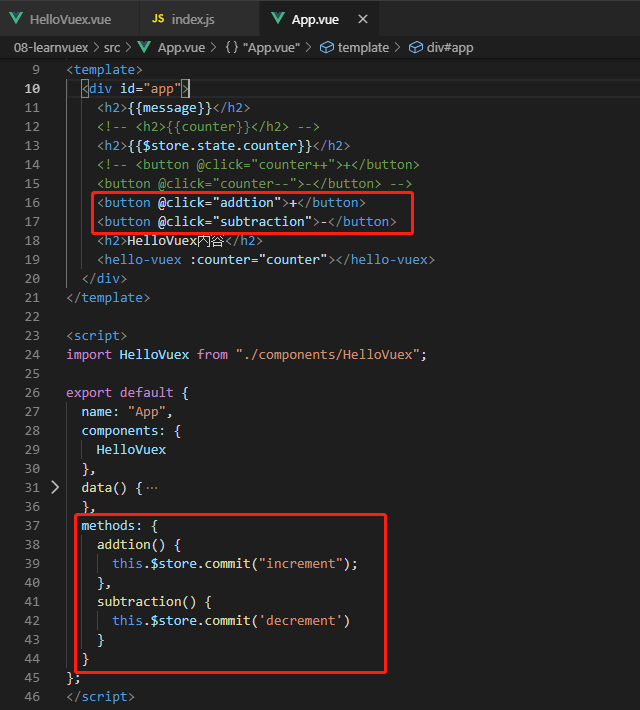 HelloVuex.vue JS index.js App.vue ×
08-learnvuex > src > App.vue > {} "App.vue" > template > div#app
9 <template>
10 <div id="app">
11 <h2>{{message}}</h2>
12 <!-- <h2>{{counter}}</h2> -->
13 <h2>{{$store.state.counter}}</h2>
14 <!-- <button @click="counter++">+</button>
15 <button @click="counter--">-</button> -->
16 <button @click="addtion">+</button>
17 <button @click="subtraction">-</button>
18 <h2>HelloVuex内容</h2>
19 <hello-vuex :counter="counter"></hello-vuex>
20 </div>
21 </template>
22
23 <script>
24 import HelloVuex from "./components/HelloVuex";
25
26 export default {
27 name: "App",
28 components: {
29 HelloVuex
30 },
31 data() { ···
36 },
37 methods: {
38 addtion() {
39 this.$store.commit("increment");
40 },
41 subtraction() {
42 this.$store.commit('decrement')
43 }
44 }
45 };
46 </script>